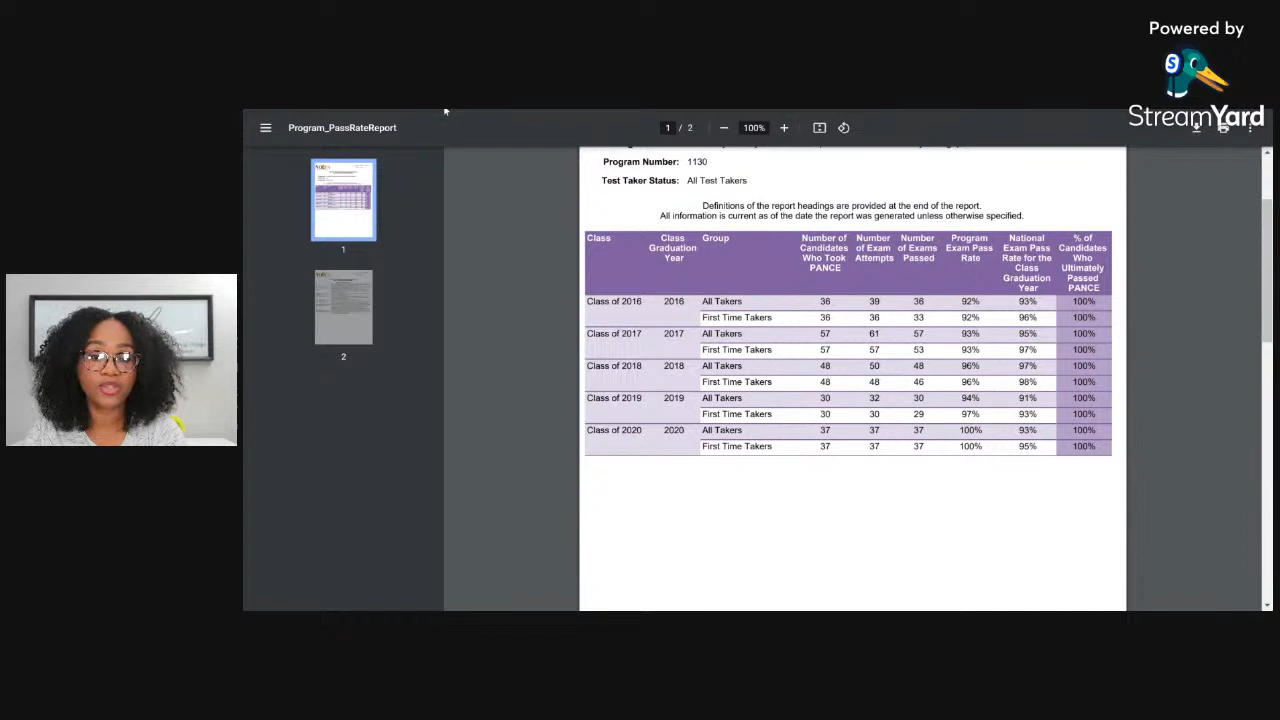 Powered by
StreamYard
Program_PassRateReport
1 / 2
100%
Program Number: 1130
Test Taker Status: All Test Takers
Definitions of the report headings are provided at the end of the report.
All information is current as of the date the report was generated unless otherwise specified.
Class Class Graduation Year Group Number of Candidates Who Took PANCE Number of Exam Attempts Number of Exams Passed Program Exam Pass Rate National Exam Pass Rate for the Class Graduation Year % of Candidates Who Ultimately Passed PANCE
Class of 2016 2016 All Takers 36 39 36 92% 93% 100%
First Time Takers 36 36 33 92% 96% 100%
Class of 2017 2017 All Takers 57 61 57 93% 95% 100%
First Time Takers 57 57 53 93% 97% 100%
Class of 2018 2018 All Takers 48 50 48 96% 97% 100%
First Time Takers 48 48 46 96% 98% 100%
Class of 2019 2019 All Takers 30 32 30 94% 91% 100%
First Time Takers 30 30 29 97% 93% 100%
Class of 2020 2020 All Takers 37 37 37 100% 93% 100%
First Time Takers 37 37 37 100% 95% 100%
1
2